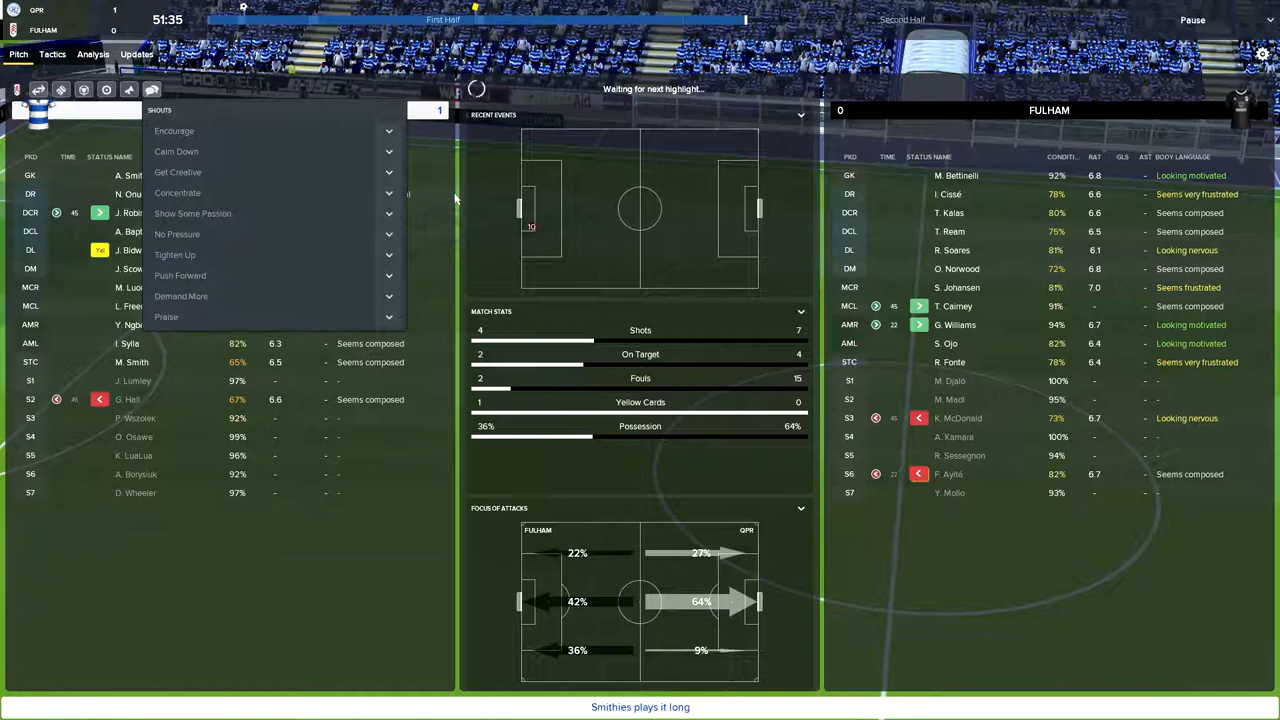 QPR 1
FULHAM 0
51:35
First Half
Second Half
Pause
Pitch Tactics Analysis Updates
Waiting for next highlight...
SHOUTS
Encourage
Calm Down
Get Creative
Concentrate
Show Some Passion
No Pressure
Tighten Up
Push Forward
Demand More
Praise
1
PKD TIME STATUS NAME
GK A. Smit
DR N. Onu
DCR 45 J. Robin
DCL A. Bapt
DL Yel J. Bidw
DM J. Scow
MCR M. Luo
MCL L. Free
AMR Y. Ngba
AML I. Sylla 82% 6.3 - Seems composed
STC M. Smith 65% 6.5 - Seems composed
S1 J. Lumley 97% - - -
S2 45 G. Hall 67% 6.6 - Seems composed
S3 P. Wszolek 92% - - -
S4 O. Osawe 99% - - -
S5 K. LuaLua 96% - - -
S6 A. Borysiuk 92% - - -
S7 D. Wheeler 97% - - -
RECENT EVENTS
10
MATCH STATS
4 Shots 7
2 On Target 4
2 Fouls 15
1 Yellow Cards 0
36% Possession 64%
FOCUS OF ATTACKS
FULHAM QPR
22% 27%
42% 64%
36% 9%
0 FULHAM
PKD TIME STATUS NAME CONDITI... RAT GLS AST BODY LANGUAGE
GK M. Bettinelli 92% 6.8 - Looking motivated
DR I. Cissé 78% 6.6 - Seems very frustrated
DCR T. Kalas 80% 6.6 - Seems composed
DCL T. Ream 75% 6.5 - Seems composed
DL R. Soares 81% 6.1 - Looking nervous
DM O. Norwood 72% 6.8 - Seems composed
MCR S. Johansen 81% 7.0 - Seems frustrated
MCL 45 T. Cairney 91% - - Seems composed
AMR 22 G. Williams 94% 6.7 - Looking motivated
AML S. Ojo 82% 6.4 - Looking motivated
STC R. Fonte 78% 6.4 - Seems very frustrated
S1 M. Djaló 100% - - -
S2 M. Madl 95% - - -
S3 45 K. McDonald 73% 6.7 - Looking nervous
S4 A. Kamara 100% - - -
S5 R. Sessegnon 94% - - -
S6 22 F. Ayité 82% 6.7 - Seems composed
S7 Y. Mollo 93% - - -
Smithies plays it long